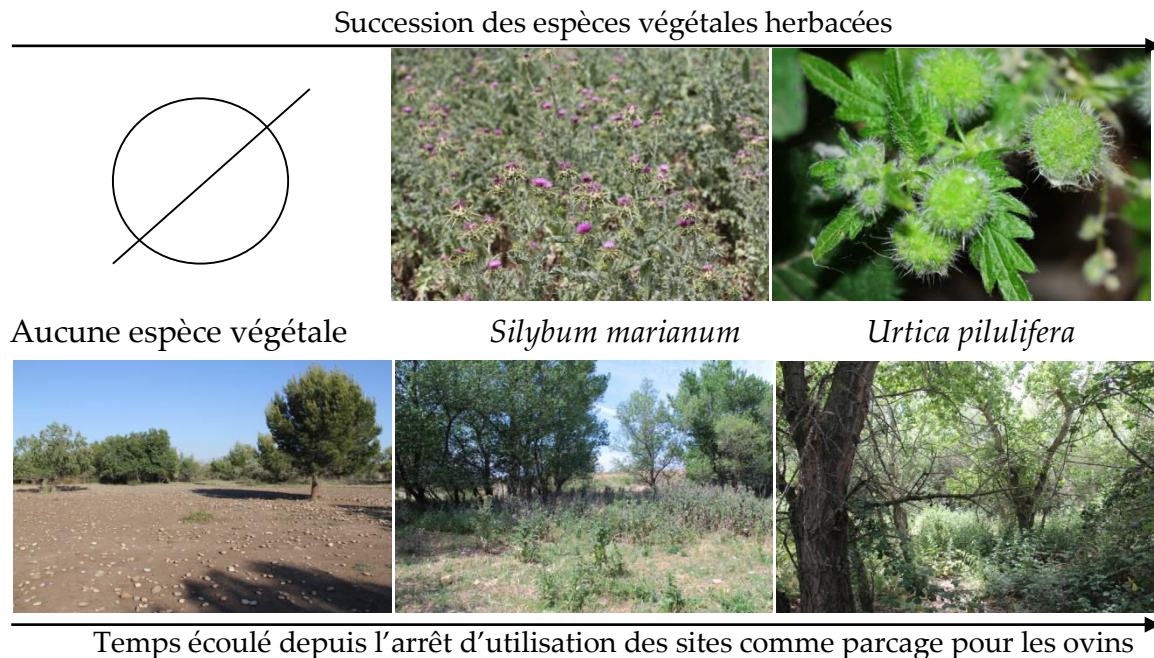 Succession des espèces végétales herbacées
Aucune espèce végétale
Silybum marianum
Urtica pilulifera
Temps écoulé depuis l’arrêt d’utilisation des sites comme parcage pour les ovins